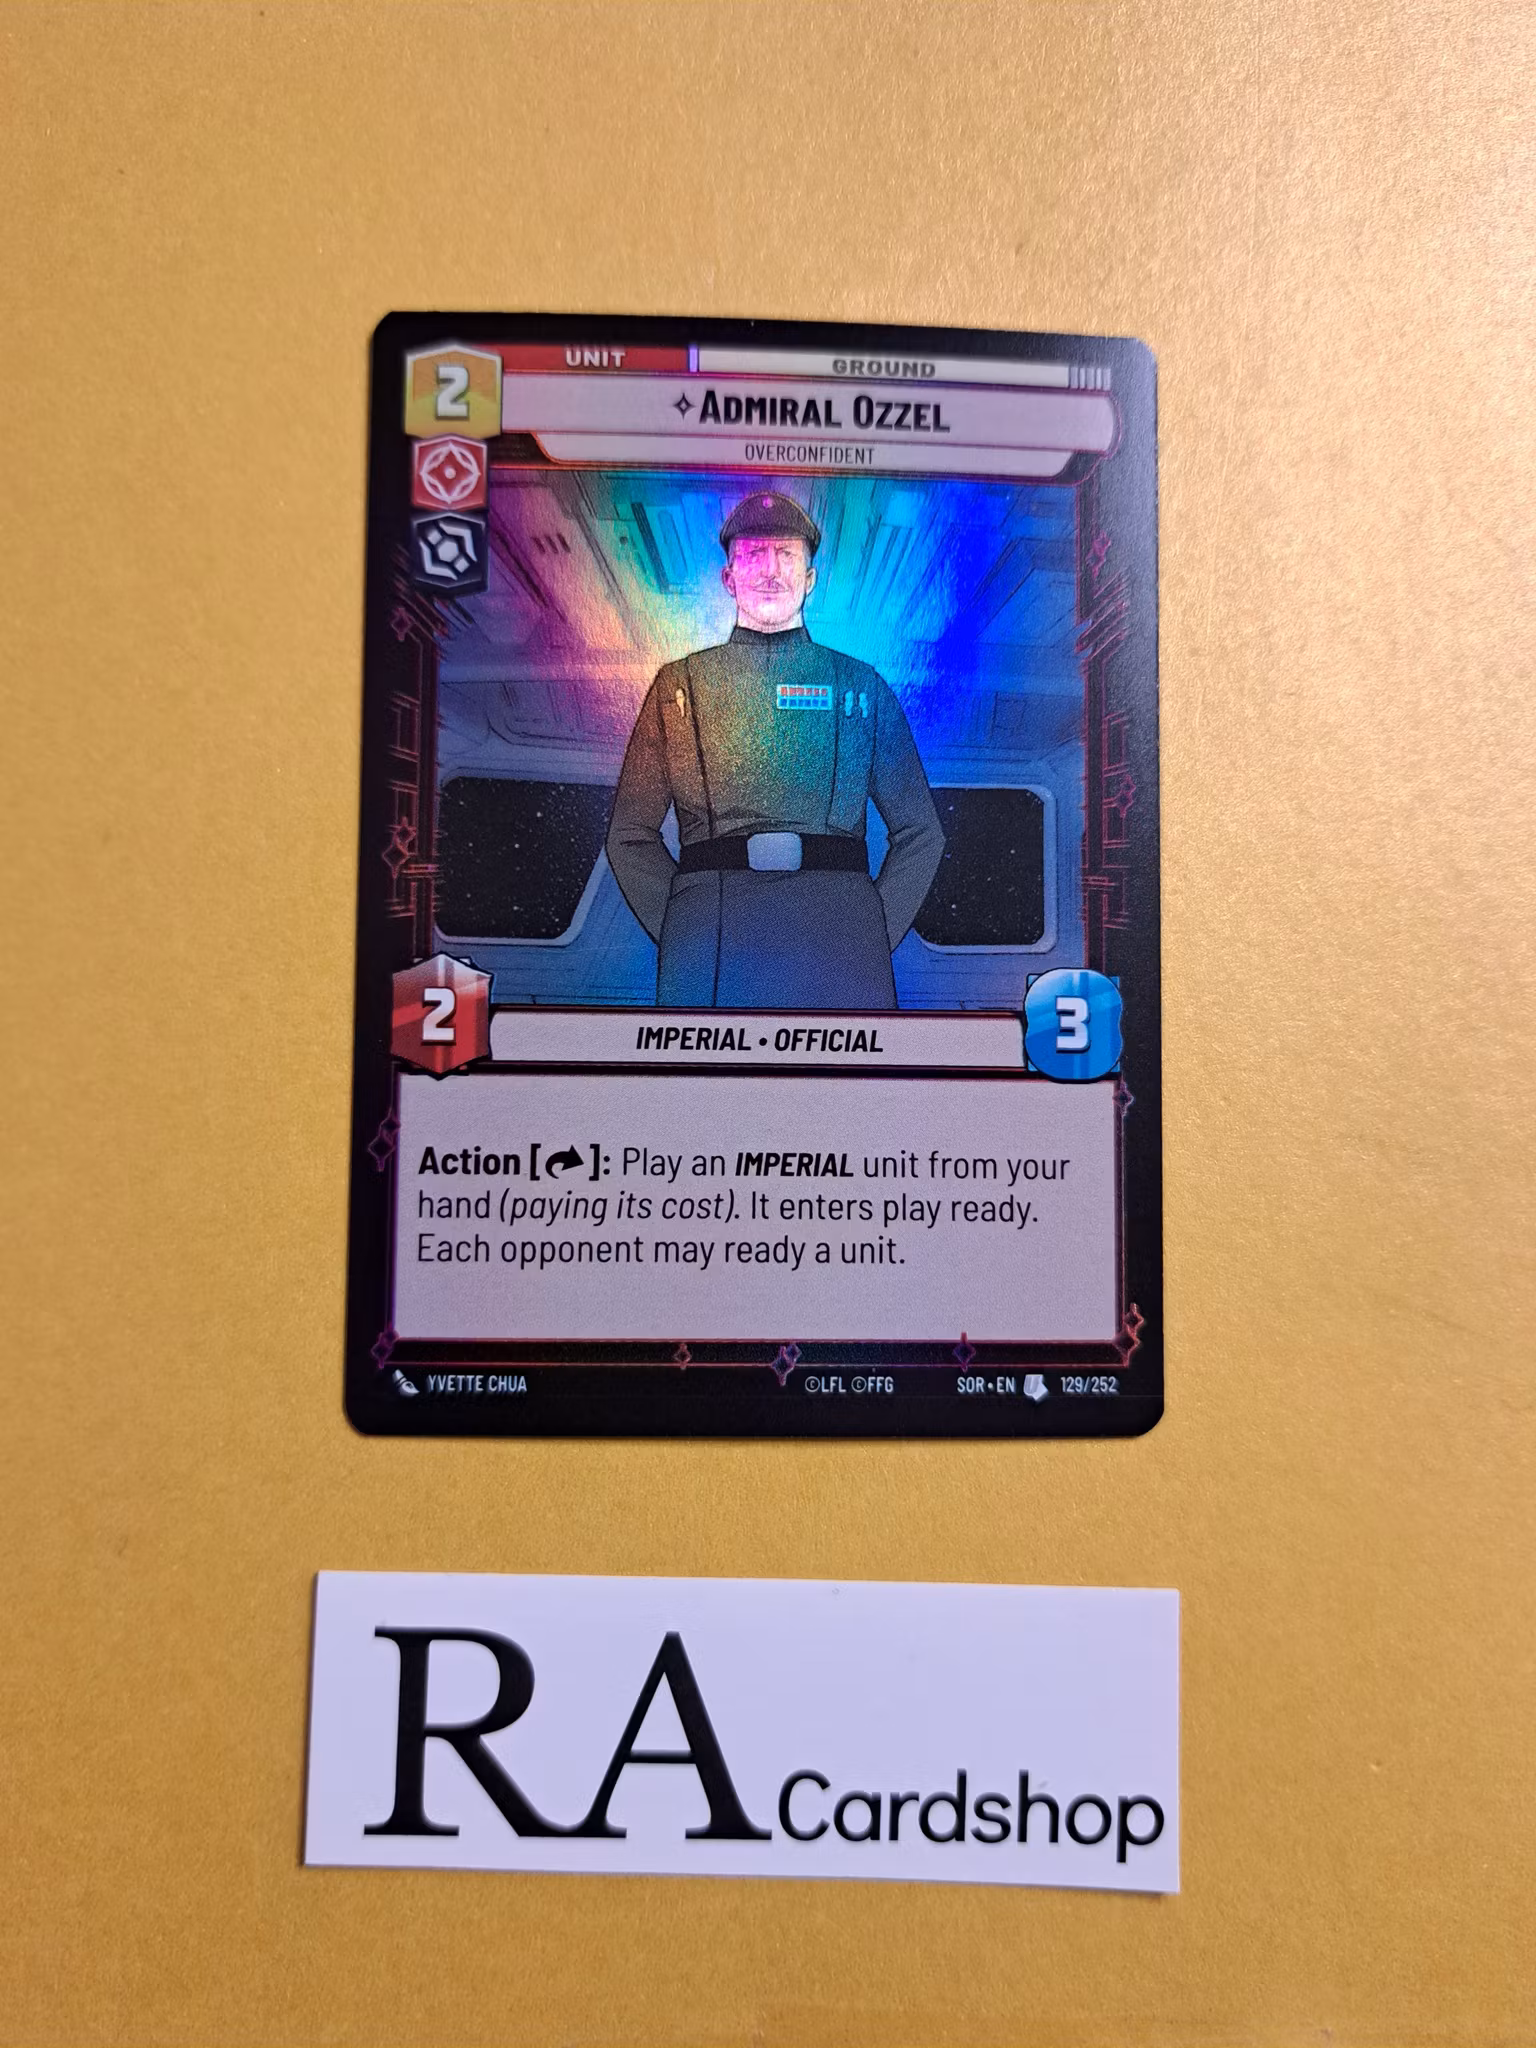 2
UNIT
GROUND
ADMIRAL OZZEL
OVERCONFIDENT
2
IMPERIAL • OFFICIAL
3
Action [ ]: Play an IMPERIAL unit from your
hand (paying its cost). It enters play ready.
Each opponent may ready a unit.
YVETTE CHUA
©LFL ©FFG
SOR • EN U 129/252
RA Cardshop